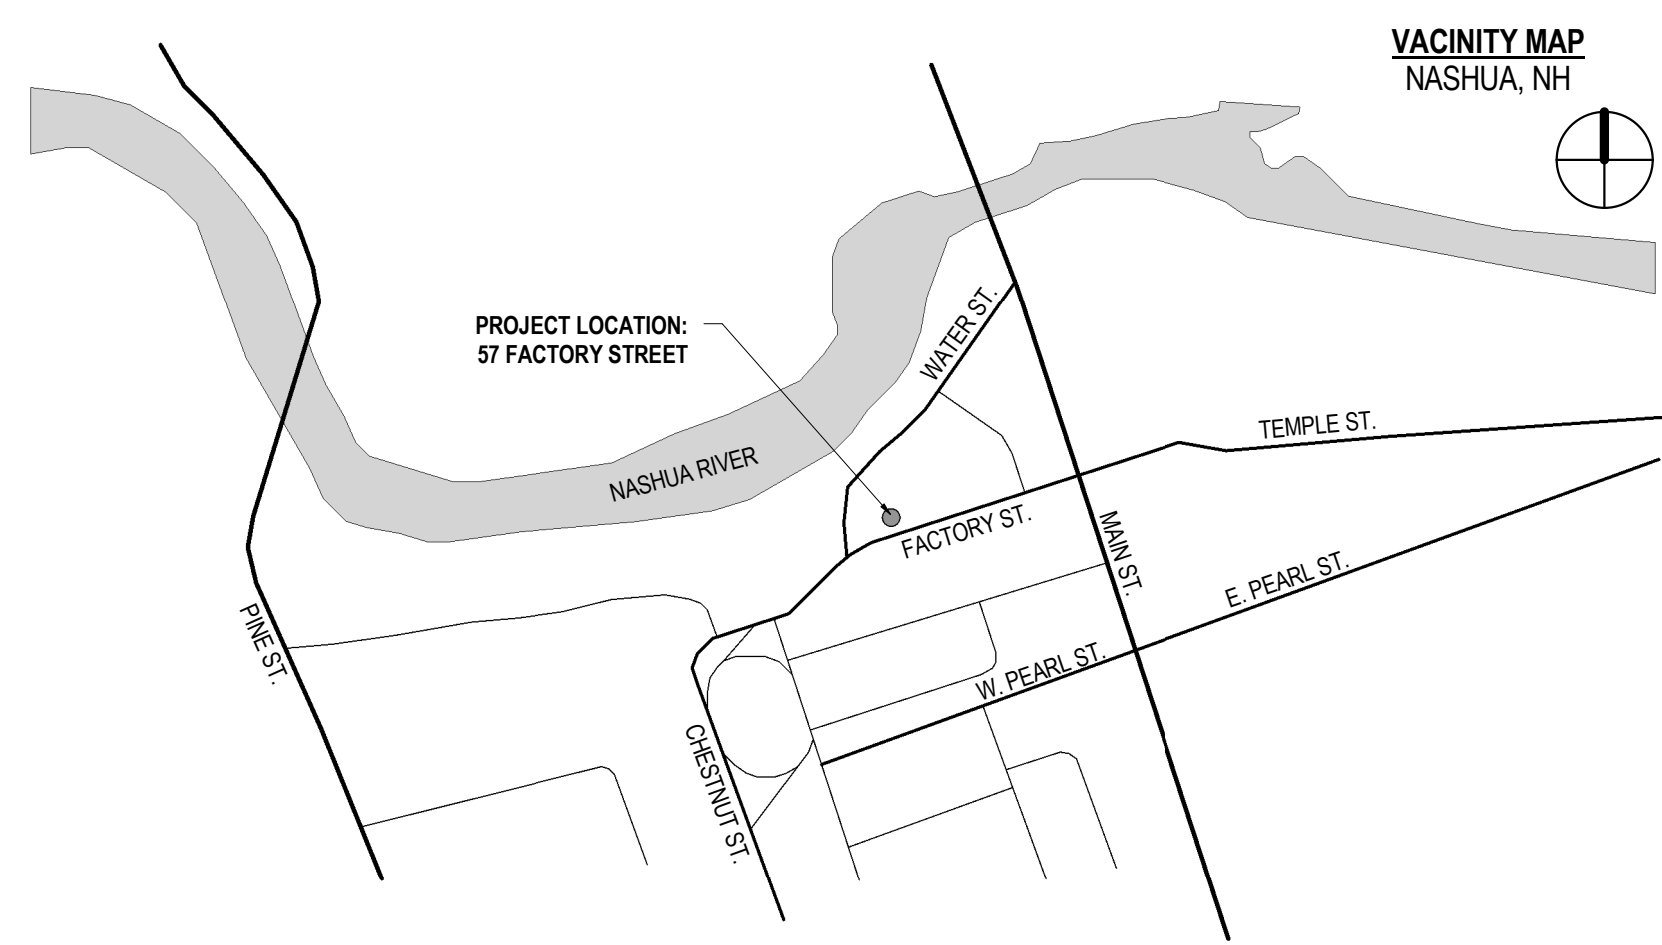 VACINITY MAP
NASHUA, NH
PROJECT LOCATION:
57 FACTORY STREET
WATER ST.
NASHUA RIVER
TEMPLE ST.
FACTORY ST.
MAIN ST.
E. PEARL ST.
PINE ST.
W. PEARL ST.
CHESTNUT ST.